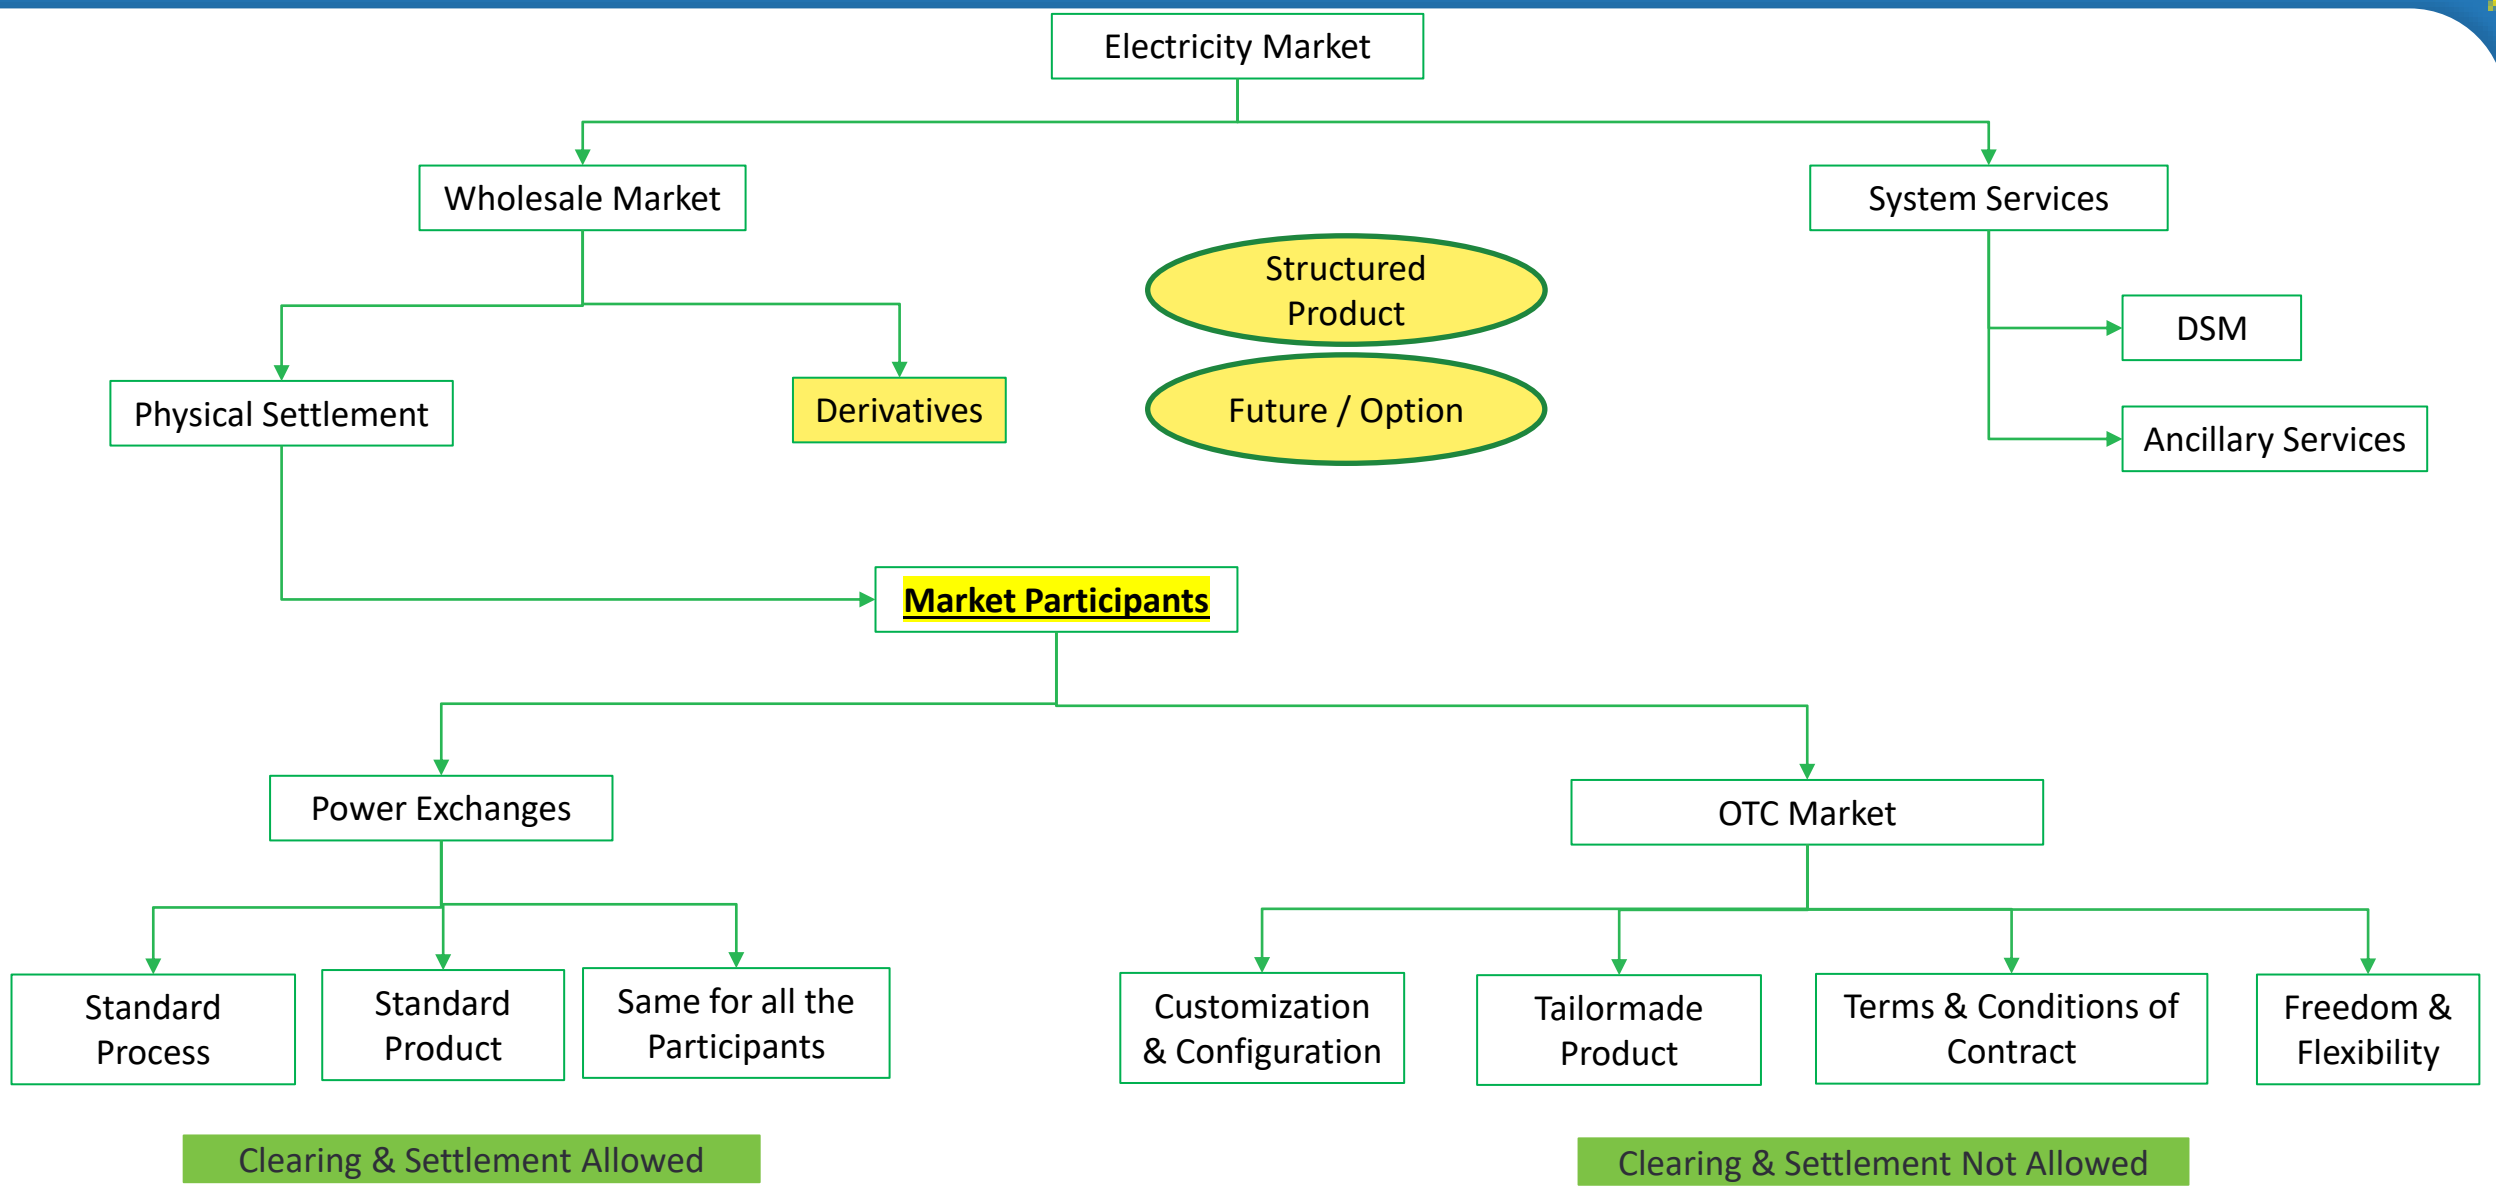 Electricity Market
Wholesale Market
System Services
Structured
Product
DSM
Physical Settlement
Derivatives
Future / Option
Ancillary Services
Market Participants
Power Exchanges
OTC Market
Standard
Process
Standard
Product
Same for all the
Participants
Customization
& Configuration
Tailormade
Product
Terms & Conditions of
Contract
Freedom &
Flexibility
Clearing & Settlement Allowed
Clearing & Settlement Not Allowed